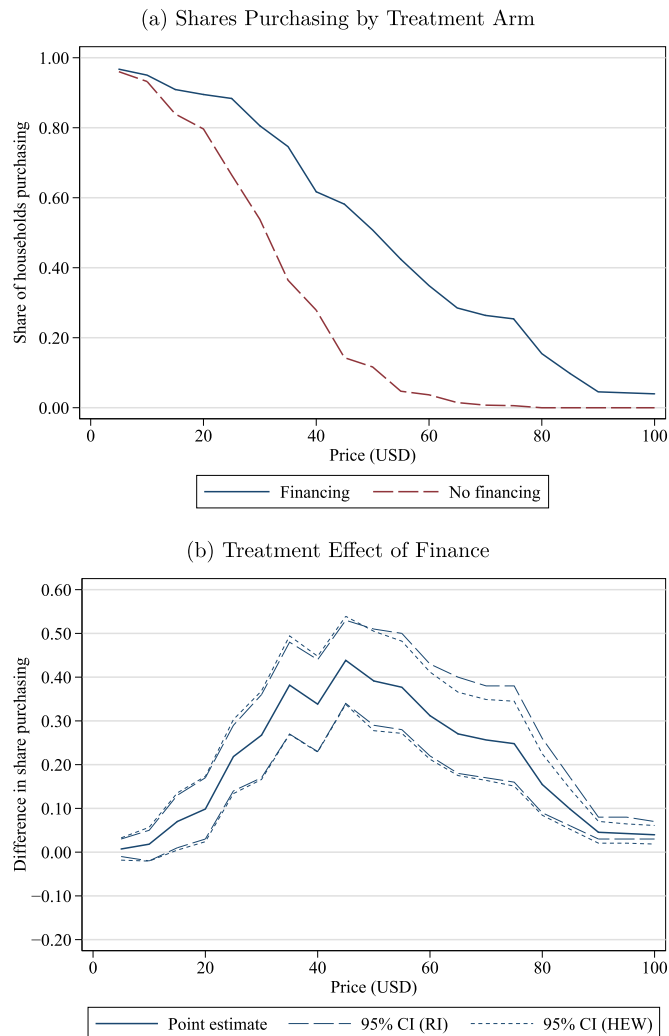 (a) Shares Purchasing by Treatment Arm
Share of households purchasing
1.00
0.80
0.60
0.40
0.20
0.00
0 20 40 60 80 100
Price (USD)
Financing No financing
(b) Treatment Effect of Finance
Difference in share purchasing
0.60
0.50
0.40
0.30
0.20
0.10
0.00
−0.10
−0.20
0 20 40 60 80 100
Price (USD)
Point estimate 95% CI (RI) 95% CI (HEW)